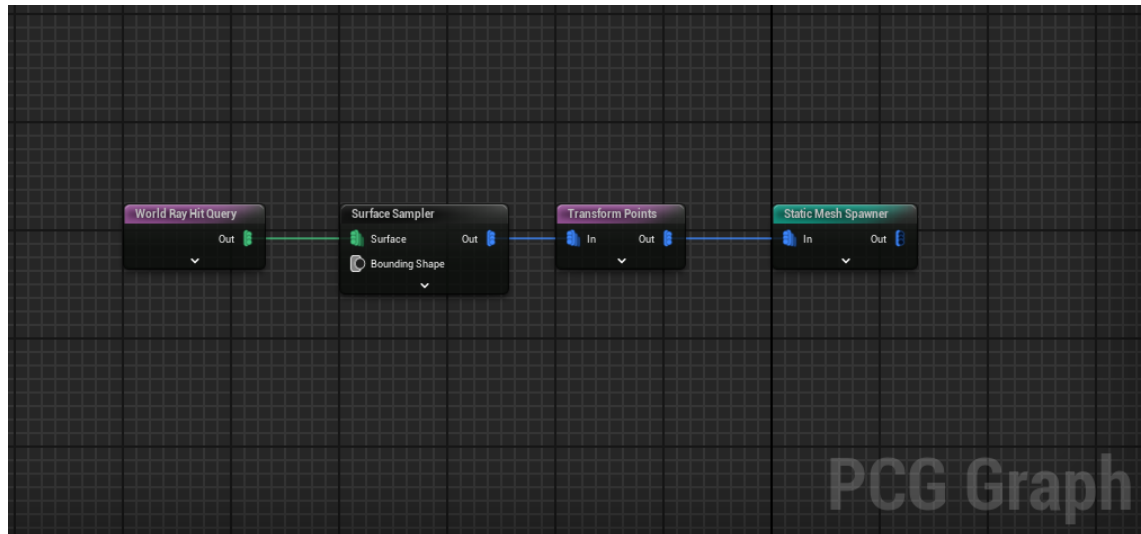 World Ray Hit Query
Out
Surface Sampler
Surface
Out
Bounding Shape
Transform Points
In
Out
Static Mesh Spawner
In
Out
PCG Graph